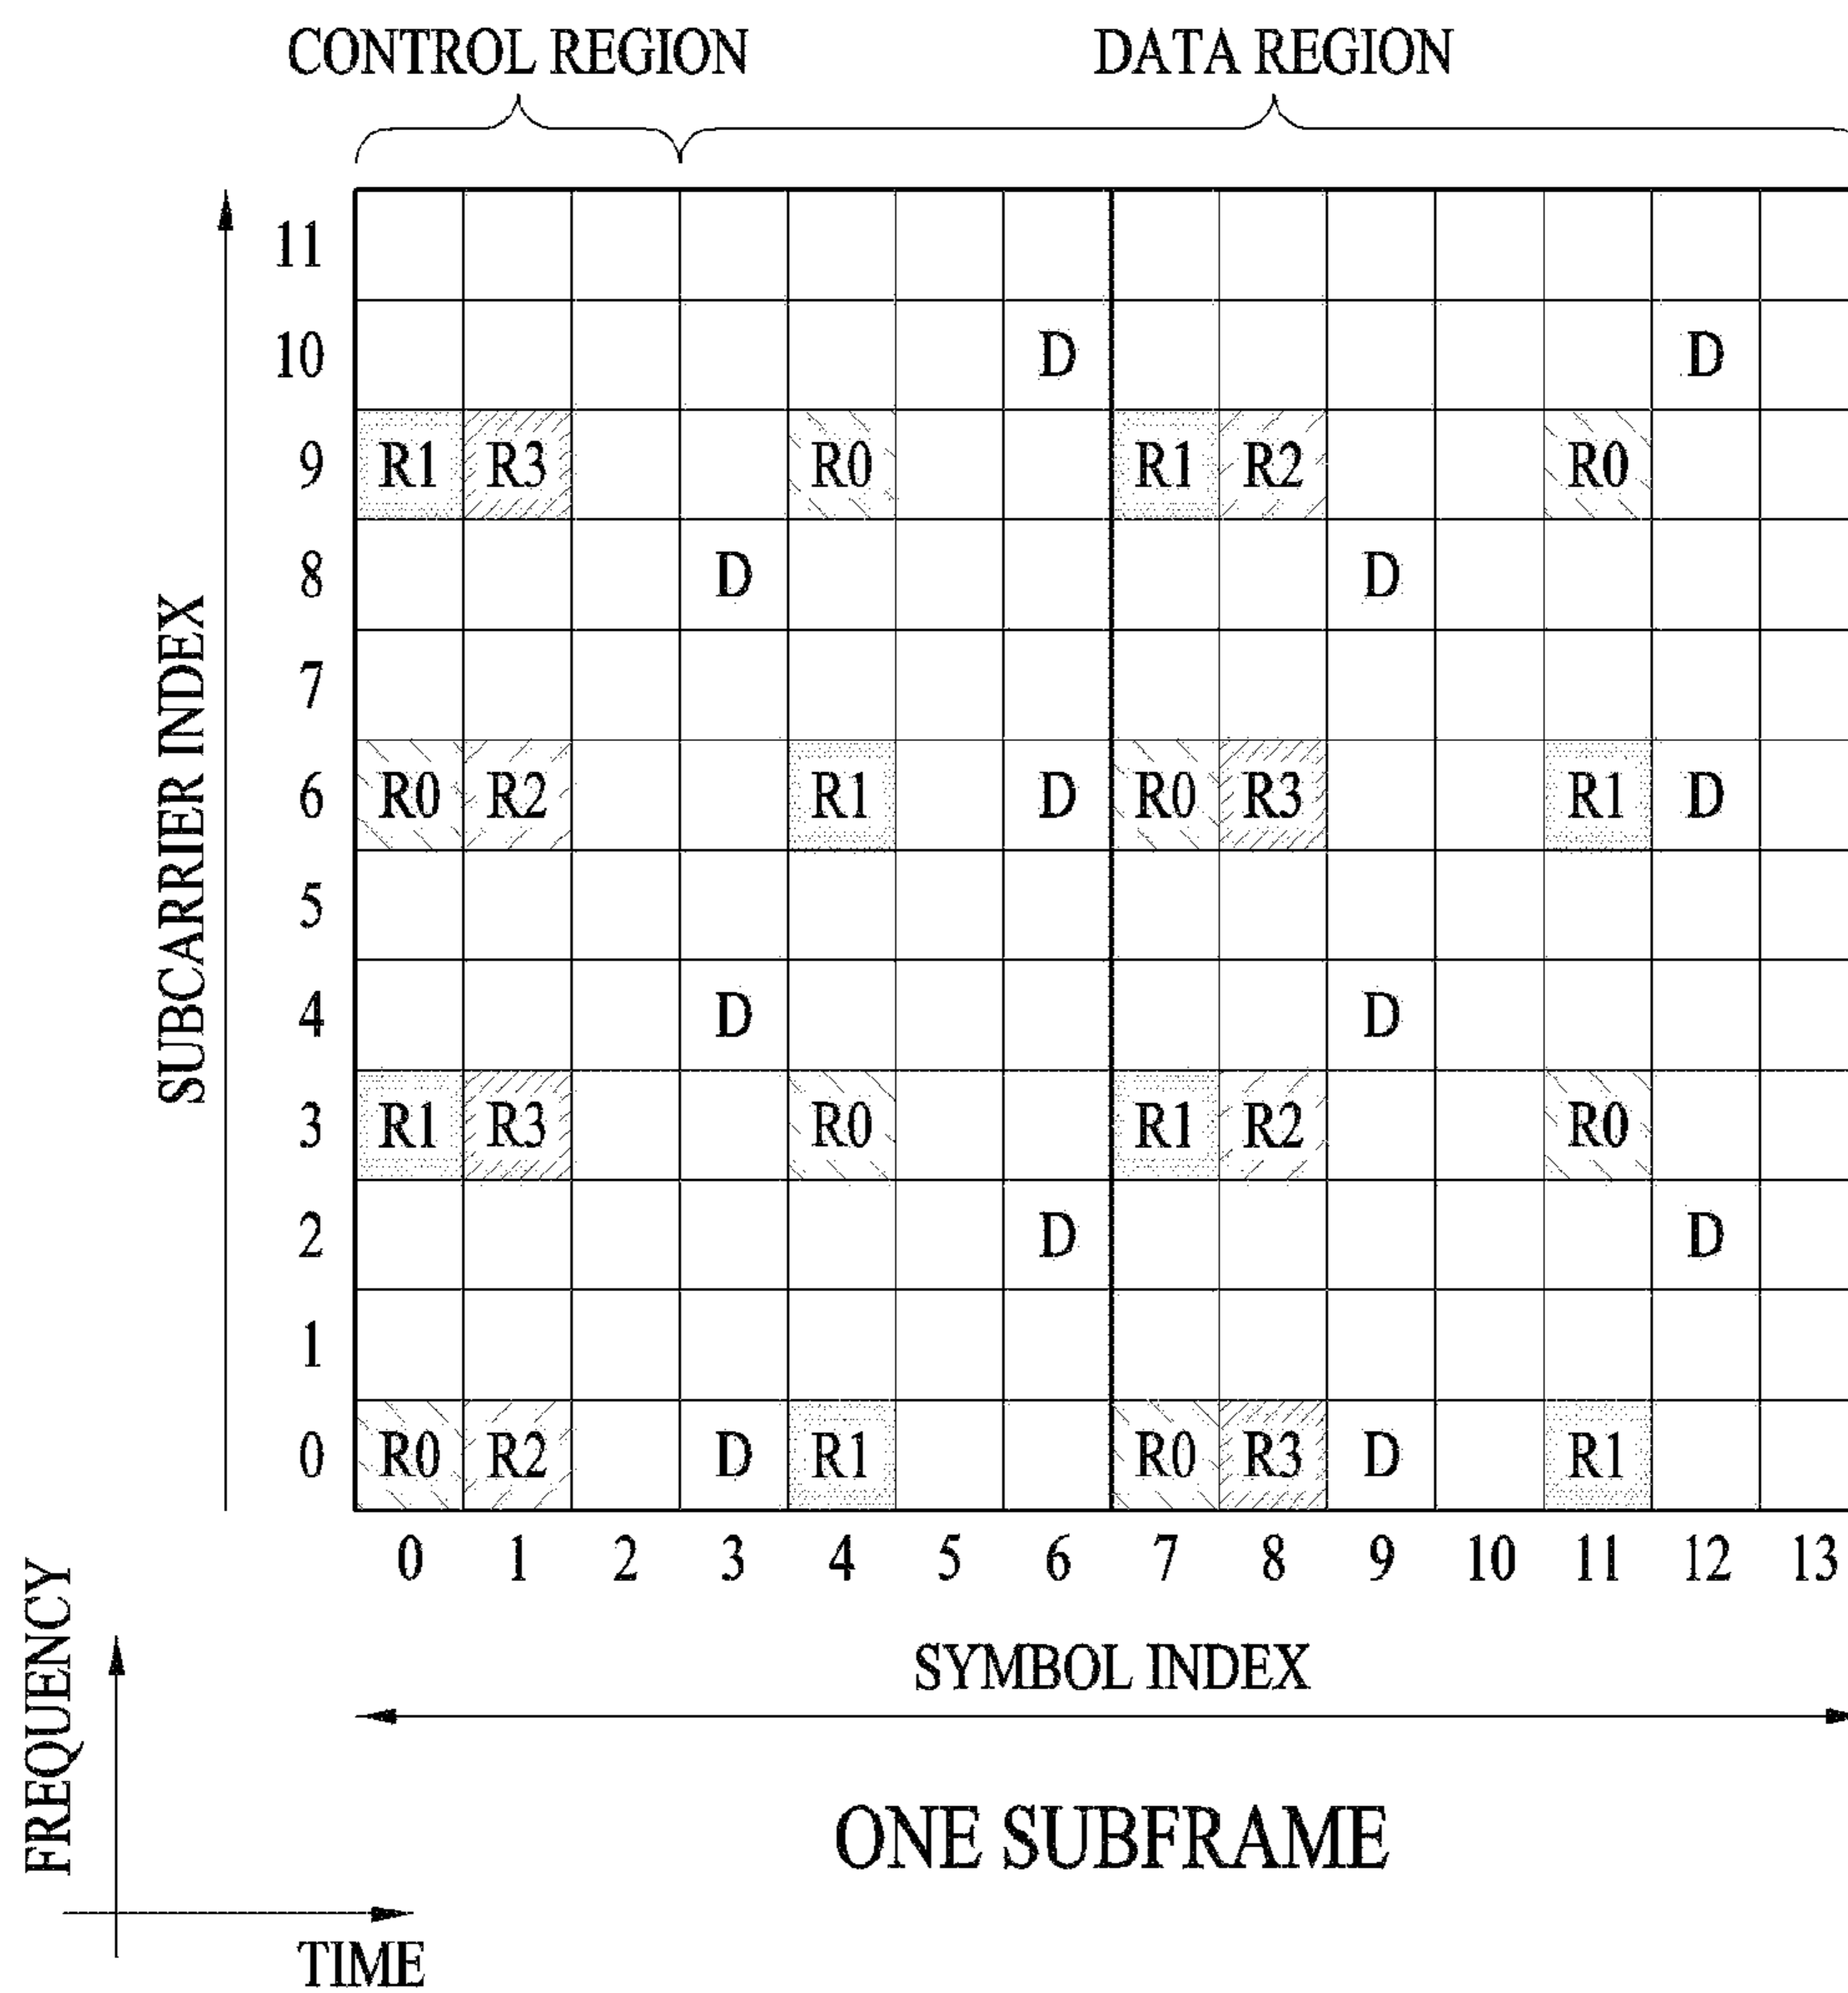 CONTROL REGION DATA REGION
11
10 D D
9 R1 R3 R0 R1 R2 R0
8 D D
7
6 R0 R2 R1 D R0 R3 R1 D
5
4 D D
3 R1 R3 R0 R1 R2 R0
2 D D
1
0 R0 R2 D R1 R0 R3 D R1
0 1 2 3 4 5 6 7 8 9 10 11 12 13
SUBCARRIER INDEX
SYMBOL INDEX
ONE SUBFRAME
FREQUENCY
TIME